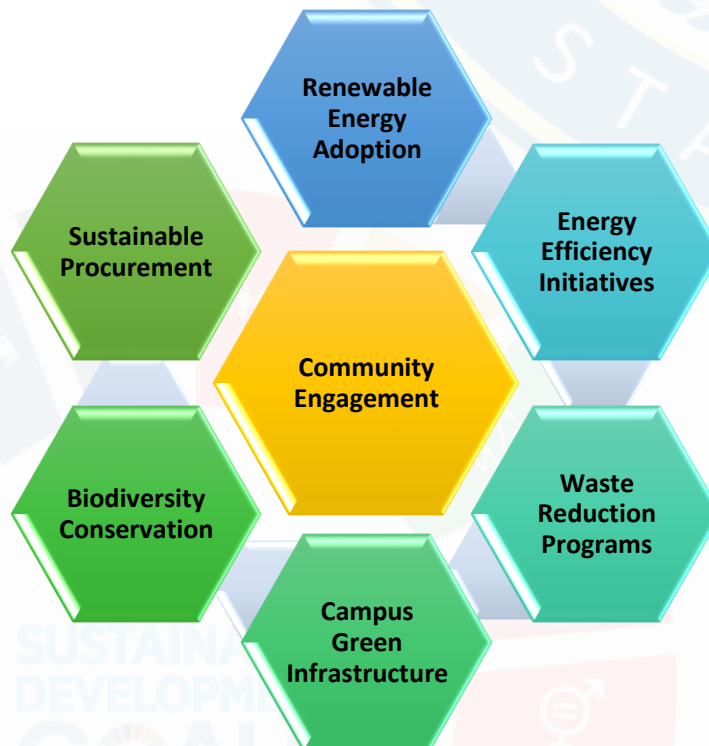 Renewable
Energy
Adoption
Sustainable
Procurement
Energy
Efficiency
Initiatives
Community
Engagement
Biodiversity
Conservation
Waste
Reduction
Programs
Campus
Green
Infrastructure